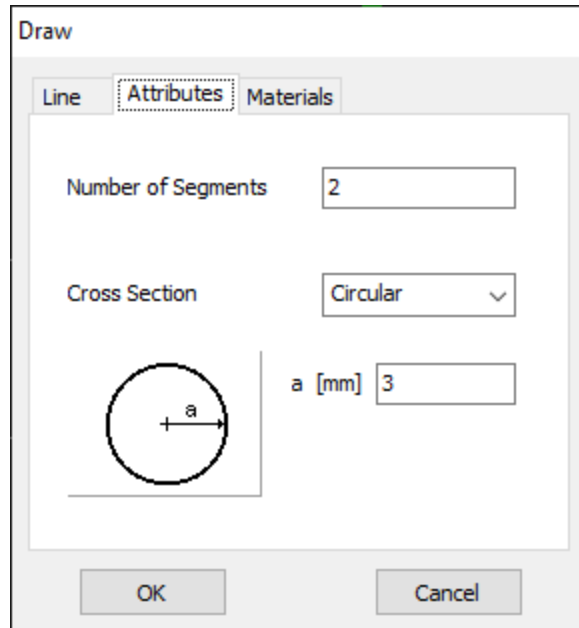 Draw
Line Attributes Materials
Number of Segments 2
Cross Section Circular
a
a [mm] 3
OK Cancel